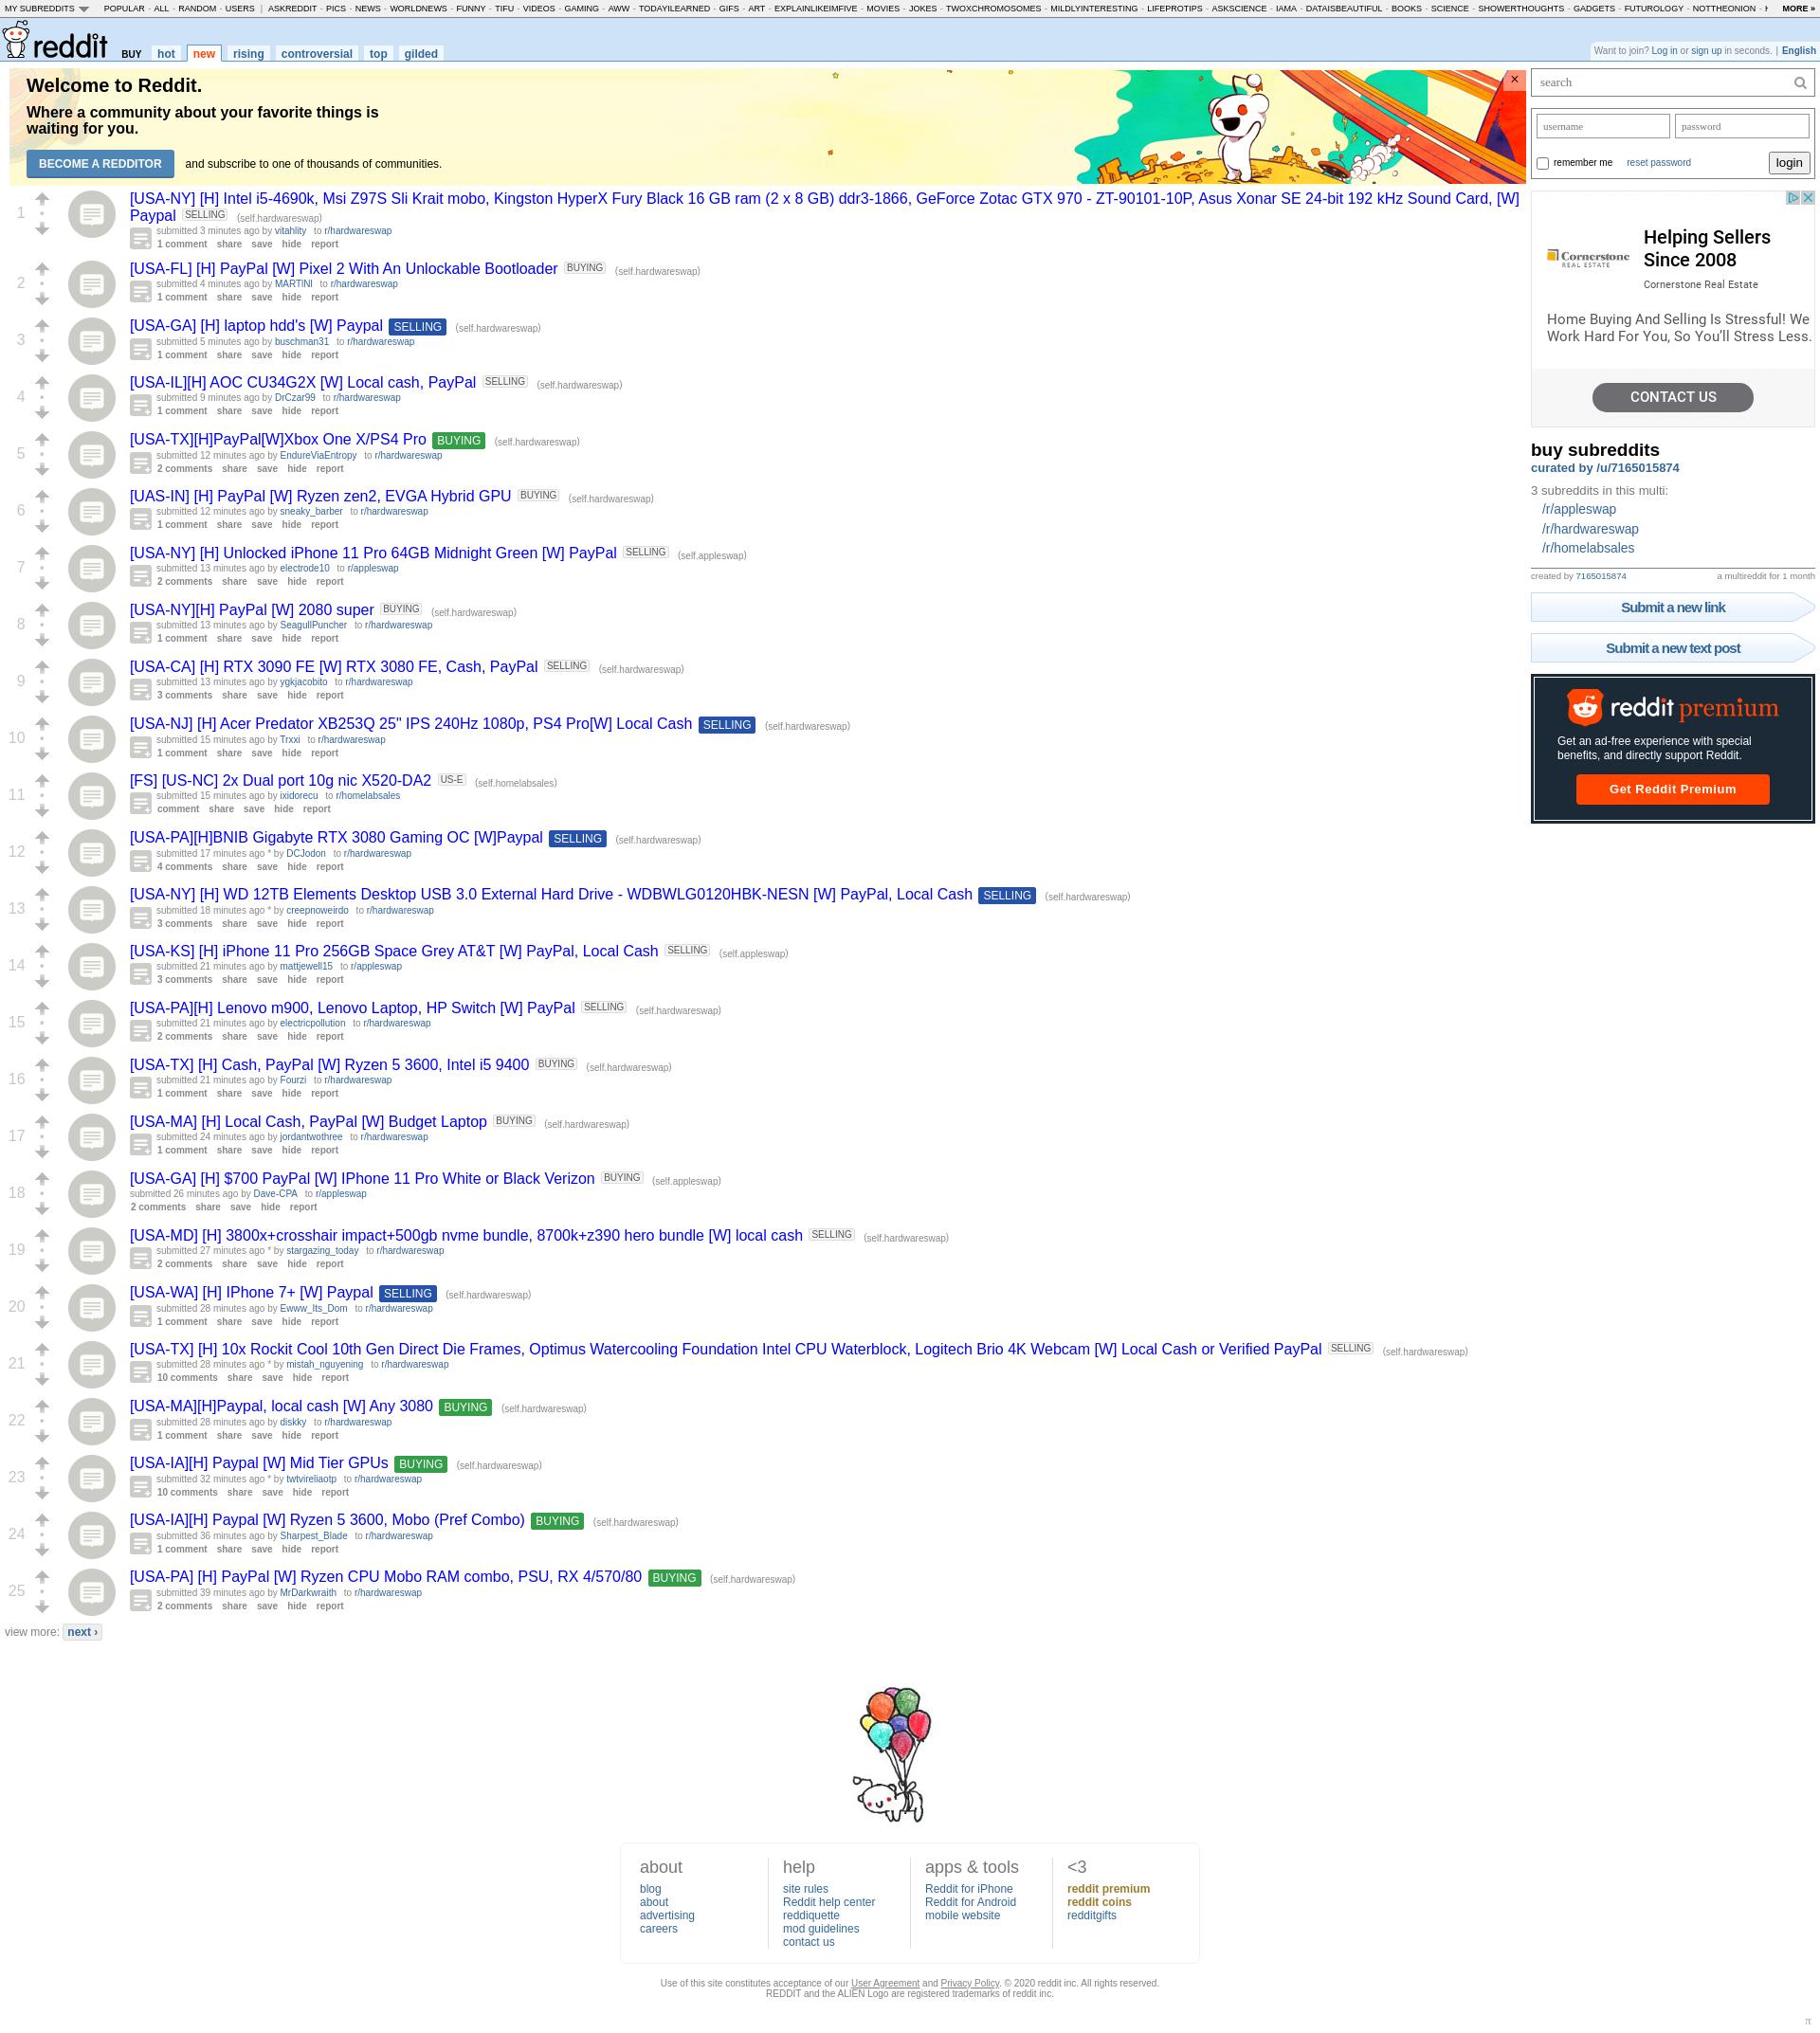 MY SUBREDDITS POPULAR - ALL - RANDOM - USERS | ASKREDDIT - PICS - NEWS - WORLDNEWS - FUNNY - TIFU - VIDEOS - GAMING - AWW - TODAYILEARNED - GIFS - ART - EXPLAINLIKEIMFIVE - MOVIES - JOKES - TWOXCHROMOSOMES - MILDLYINTERESTING - LIFEPROTIPS - ASKSCIENCE - IAMA - DATAISBEAUTIFUL - BOOKS - SCIENCE - SHOWERTHOUGHTS - GADGETS - FUTUROLOGY - NOTTHEONION - MORE »
reddit BUY hot new rising controversial top gilded
Want to join? Log in or sign up in seconds. | English
Welcome to Reddit.
Where a community about your favorite things is
waiting for you.
BECOME A REDDITOR and subscribe to one of thousands of communities.
1
[USA-NY] [H] Intel i5-4690k, Msi Z97S Sli Krait mobo, Kingston HyperX Fury Black 16 GB ram (2 x 8 GB) ddr3-1866, GeForce Zotac GTX 970 - ZT-90101-10P, Asus Xonar SE 24-bit 192 kHz Sound Card, [W]
Paypal SELLING (self.hardwareswap)
submitted 3 minutes ago by vitahlity to r/hardwareswap
1 comment share save hide report
2
[USA-FL] [H] PayPal [W] Pixel 2 With An Unlockable Bootloader BUYING (self.hardwareswap)
submitted 4 minutes ago by MARTINI to r/hardwareswap
1 comment share save hide report
3
[USA-GA] [H] laptop hdd's [W] Paypal SELLING (self.hardwareswap)
submitted 5 minutes ago by buschman31 to r/hardwareswap
1 comment share save hide report
4
[USA-IL][H] AOC CU34G2X [W] Local cash, PayPal SELLING (self.hardwareswap)
submitted 9 minutes ago by DrCzar99 to r/hardwareswap
1 comment share save hide report
5
[USA-TX][H]PayPal[W]Xbox One X/PS4 Pro BUYING (self.hardwareswap)
submitted 12 minutes ago by EndureViaEntropy to r/hardwareswap
2 comments share save hide report
6
[UAS-IN] [H] PayPal [W] Ryzen zen2, EVGA Hybrid GPU BUYING (self.hardwareswap)
submitted 12 minutes ago by sneaky_barber to r/hardwareswap
1 comment share save hide report
7
[USA-NY] [H] Unlocked iPhone 11 Pro 64GB Midnight Green [W] PayPal SELLING (self.appleswap)
submitted 13 minutes ago by electrode10 to r/appleswap
2 comments share save hide report
8
[USA-NY][H] PayPal [W] 2080 super BUYING (self.hardwareswap)
submitted 13 minutes ago by SeagullPuncher to r/hardwareswap
1 comment share save hide report
9
[USA-CA] [H] RTX 3090 FE [W] RTX 3080 FE, Cash, PayPal SELLING (self.hardwareswap)
submitted 13 minutes ago by ygkjacobito to r/hardwareswap
3 comments share save hide report
10
[USA-NJ] [H] Acer Predator XB253Q 25" IPS 240Hz 1080p, PS4 Pro[W] Local Cash SELLING (self.hardwareswap)
submitted 15 minutes ago by Trxxi to r/hardwareswap
1 comment share save hide report
11
[FS] [US-NC] 2x Dual port 10g nic X520-DA2 US-E (self.homelabsales)
submitted 15 minutes ago by ixidorecu to r/homelabsales
comment share save hide report
12
[USA-PA][H]BNIB Gigabyte RTX 3080 Gaming OC [W]Paypal SELLING (self.hardwareswap)
submitted 17 minutes ago * by DCJodon to r/hardwareswap
4 comments share save hide report
13
[USA-NY] [H] WD 12TB Elements Desktop USB 3.0 External Hard Drive - WDBWLG0120HBK-NESN [W] PayPal, Local Cash SELLING (self.hardwareswap)
submitted 18 minutes ago * by creepnoweirdo to r/hardwareswap
3 comments share save hide report
14
[USA-KS] [H] iPhone 11 Pro 256GB Space Grey AT&T [W] PayPal, Local Cash SELLING (self.appleswap)
submitted 21 minutes ago by mattjewell15 to r/appleswap
3 comments share save hide report
15
[USA-PA][H] Lenovo m900, Lenovo Laptop, HP Switch [W] PayPal SELLING (self.hardwareswap)
submitted 21 minutes ago by electricpollution to r/hardwareswap
2 comments share save hide report
16
[USA-TX] [H] Cash, PayPal [W] Ryzen 5 3600, Intel i5 9400 BUYING (self.hardwareswap)
submitted 21 minutes ago by Fourzi to r/hardwareswap
1 comment share save hide report
17
[USA-MA] [H] Local Cash, PayPal [W] Budget Laptop BUYING (self.hardwareswap)
submitted 24 minutes ago by jordantwothree to r/hardwareswap
1 comment share save hide report
18
[USA-GA] [H] $700 PayPal [W] IPhone 11 Pro White or Black Verizon BUYING (self.appleswap)
submitted 26 minutes ago by Dave-CPA to r/appleswap
2 comments share save hide report
19
[USA-MD] [H] 3800x+crosshair impact+500gb nvme bundle, 8700k+z390 hero bundle [W] local cash SELLING (self.hardwareswap)
submitted 27 minutes ago * by stargazing_today to r/hardwareswap
2 comments share save hide report
20
[USA-WA] [H] IPhone 7+ [W] Paypal SELLING (self.hardwareswap)
submitted 28 minutes ago by Ewww_Its_Dom to r/hardwareswap
1 comment share save hide report
21
[USA-TX] [H] 10x Rockit Cool 10th Gen Direct Die Frames, Optimus Watercooling Foundation Intel CPU Waterblock, Logitech Brio 4K Webcam [W] Local Cash or Verified PayPal SELLING (self.hardwareswap)
submitted 28 minutes ago * by mistah_nguyening to r/hardwareswap
10 comments share save hide report
22
[USA-MA][H]Paypal, local cash [W] Any 3080 BUYING (self.hardwareswap)
submitted 28 minutes ago by diskky to r/hardwareswap
1 comment share save hide report
23
[USA-IA][H] Paypal [W] Mid Tier GPUs BUYING (self.hardwareswap)
submitted 32 minutes ago * by twtvireliaotp to r/hardwareswap
10 comments share save hide report
24
[USA-IA][H] Paypal [W] Ryzen 5 3600, Mobo (Pref Combo) BUYING (self.hardwareswap)
submitted 36 minutes ago by Sharpest_Blade to r/hardwareswap
1 comment share save hide report
25
[USA-PA] [H] PayPal [W] Ryzen CPU Mobo RAM combo, PSU, RX 4/570/80 BUYING (self.hardwareswap)
submitted 39 minutes ago by MrDarkwraith to r/hardwareswap
2 comments share save hide report
view more: next ›
search
username password
remember me reset password login
Cornerstone
REAL ESTATE
Helping Sellers
Since 2008
Cornerstone Real Estate
Home Buying And Selling Is Stressful! We
Work Hard For You, So You'll Stress Less.
CONTACT US
buy subreddits
curated by /u/7165015874
3 subreddits in this multi:
/r/appleswap
/r/hardwareswap
/r/homelabsales
created by 7165015874 a multireddit for 1 month
Submit a new link
Submit a new text post
reddit premium
Get an ad-free experience with special
benefits, and directly support Reddit.
Get Reddit Premium
about
blog
about
advertising
careers
help
site rules
Reddit help center
reddiquette
mod guidelines
contact us
apps & tools
Reddit for iPhone
Reddit for Android
mobile website
<3
reddit premium
reddit coins
redditgifts
Use of this site constitutes acceptance of our User Agreement and Privacy Policy. © 2020 reddit inc. All rights reserved.
REDDIT and the ALIEN Logo are registered trademarks of reddit inc.
π